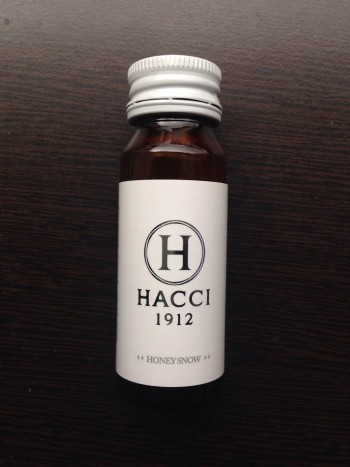 H
HACCI
1912
++ HONEY SNOW ++